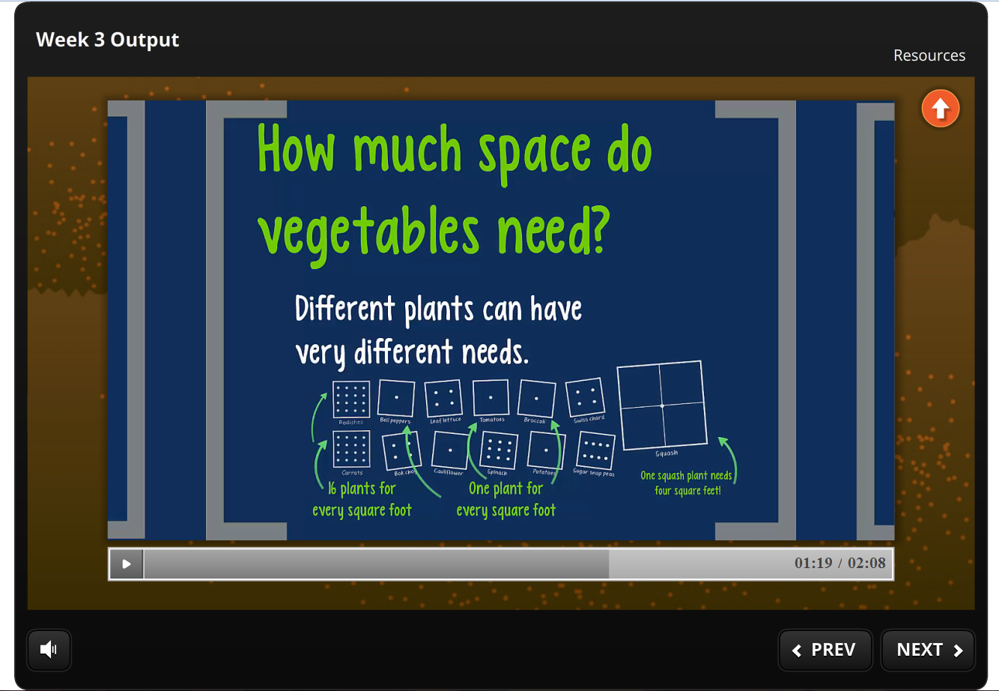 Week 3 Output
Resources
How much space do
vegetables need?
Different plants can have
very different needs.
Radishes
Bell peppers
Leaf lettuce
Tomatoes
Broccoli
Swiss chard
Squash
Carrots
Bok choy
Cauliflower
Spinach
Potatoes
Sugar snap peas
16 plants for
every square foot
One plant for
every square foot
One squash plant needs
four square feet!
01:19 / 02:08
PREV
NEXT